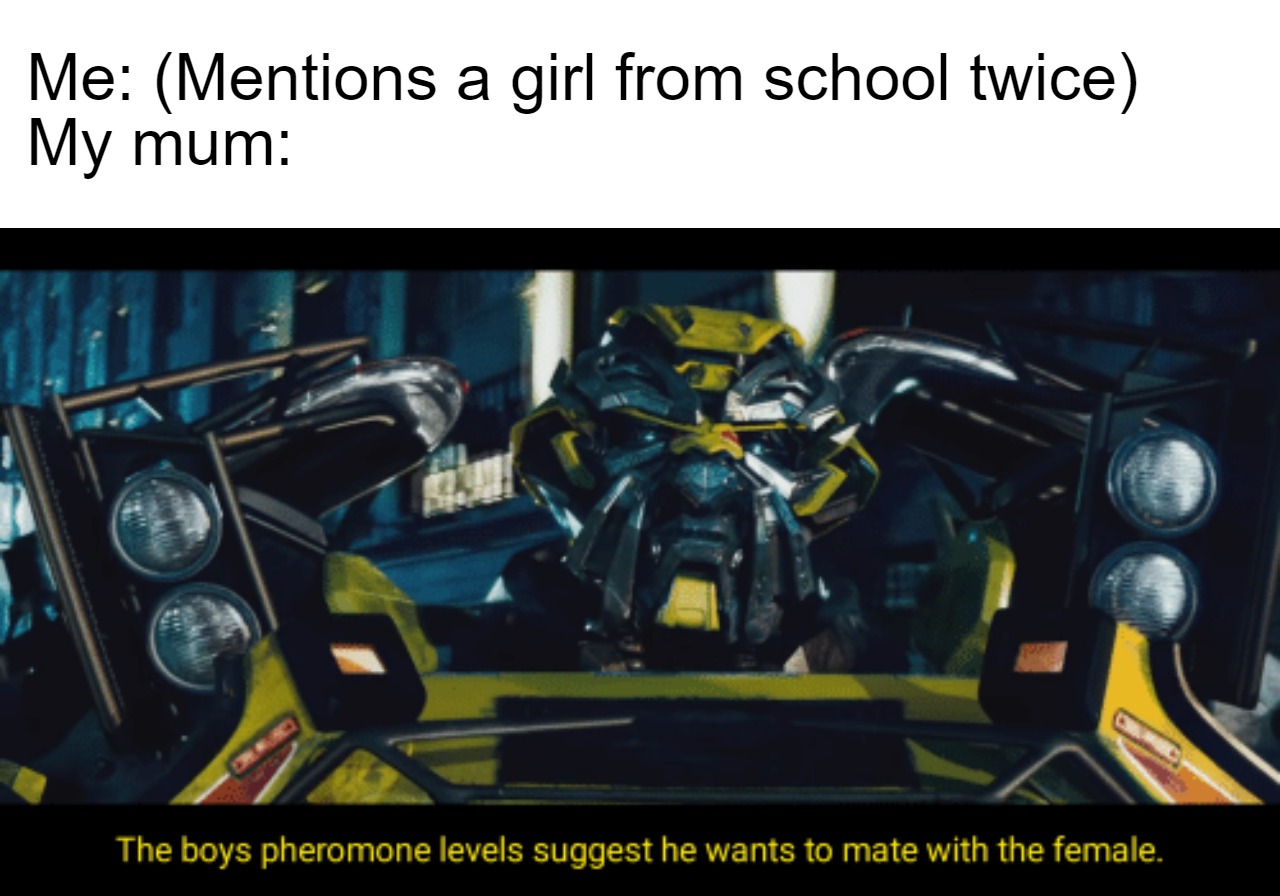 Me: (Mentions a girl from school twice)
My mum:
The boys pheromone levels suggest he wants to mate with the female.